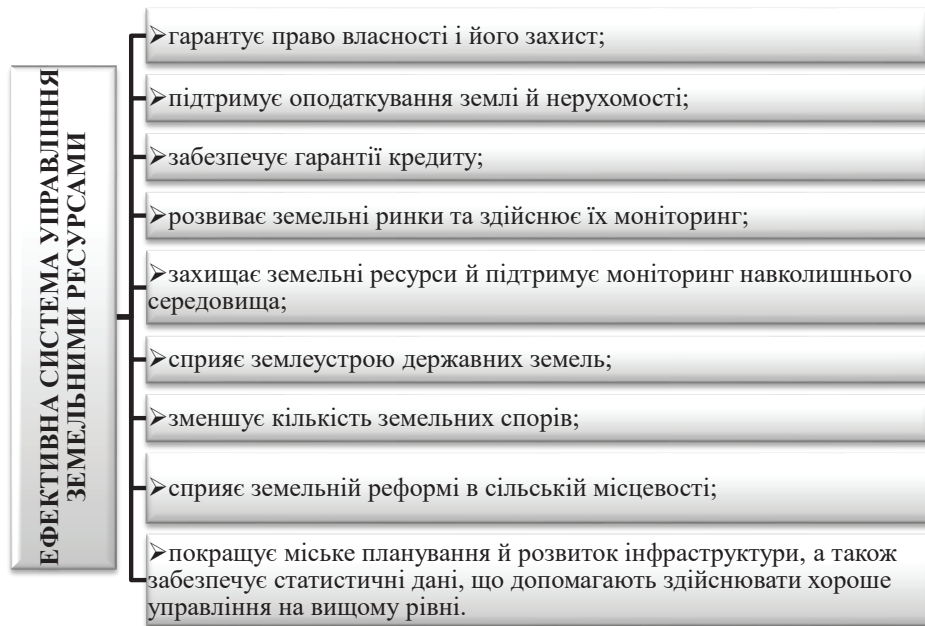 ЕФЕКТИВНА СИСТЕМА УПРАВЛІННЯ
ЗЕМЕЛЬНИМИ РЕСУРСАМИ
➢гарантує право власності і його захист;
➢підтримує оподаткування землі й нерухомості;
➢забезпечує гарантії кредиту;
➢розвиває земельні ринки та здійснює їх моніторинг;
➢захищає земельні ресурси й підтримує моніторинг навколишнього
середовища;
➢сприяє землеустрою державних земель;
➢зменшує кількість земельних спорів;
➢сприяє земельній реформі в сільській місцевості;
➢покращує міське планування й розвиток інфраструктури, а також
забезпечує статистичні дані, що допомагають здійснювати хороше
управління на вищому рівні.